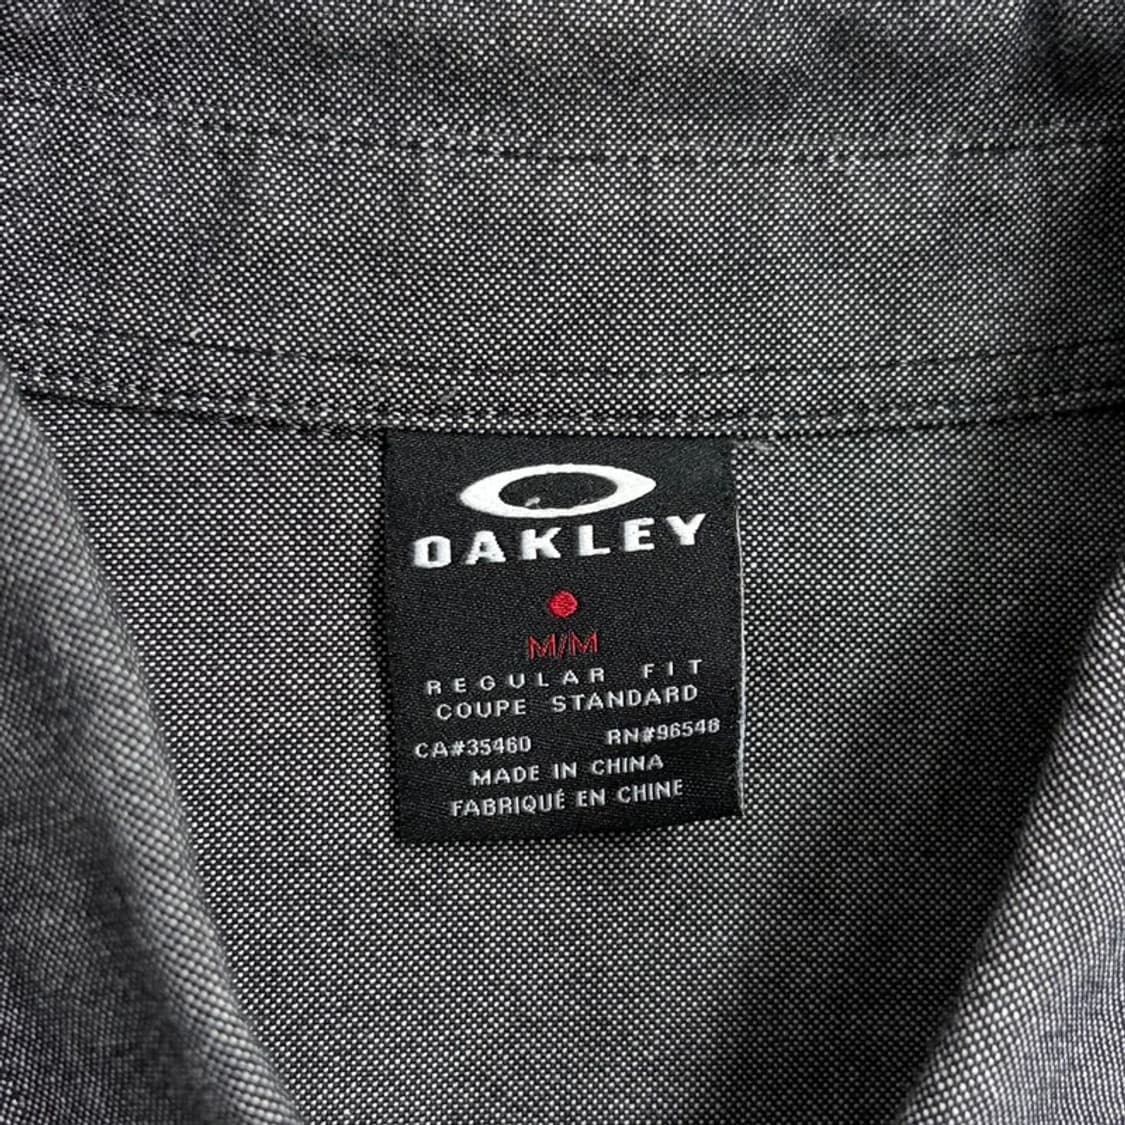 OAKLEY
M/M
REGULAR FIT
COUPE STANDARD
CA#35460 RN#96548
MADE IN CHINA
FABRIQUÉ EN CHINE